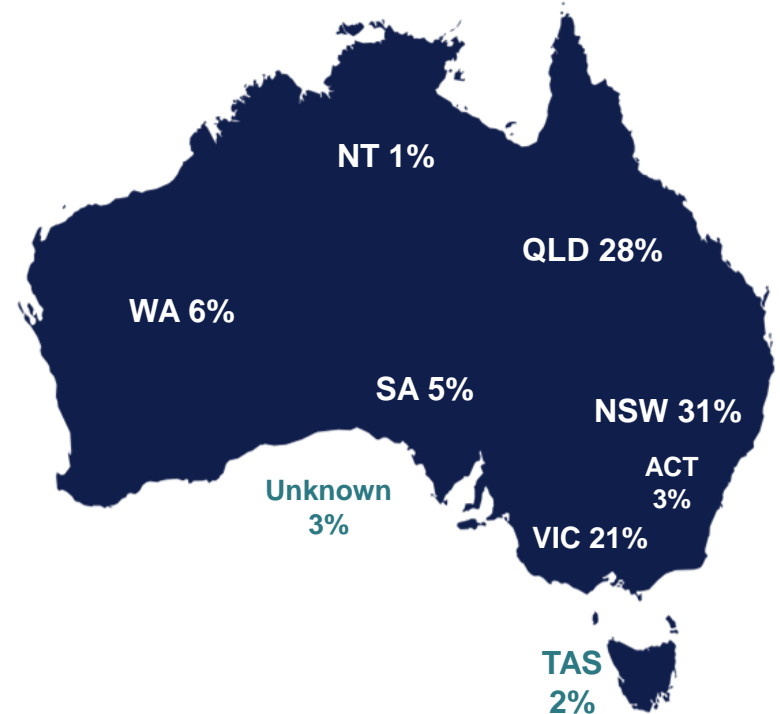 NT 1%
QLD 28%
WA 6%
SA 5%
NSW 31%
ACT
3%
Unknown
3%
VIC 21%
TAS
2%